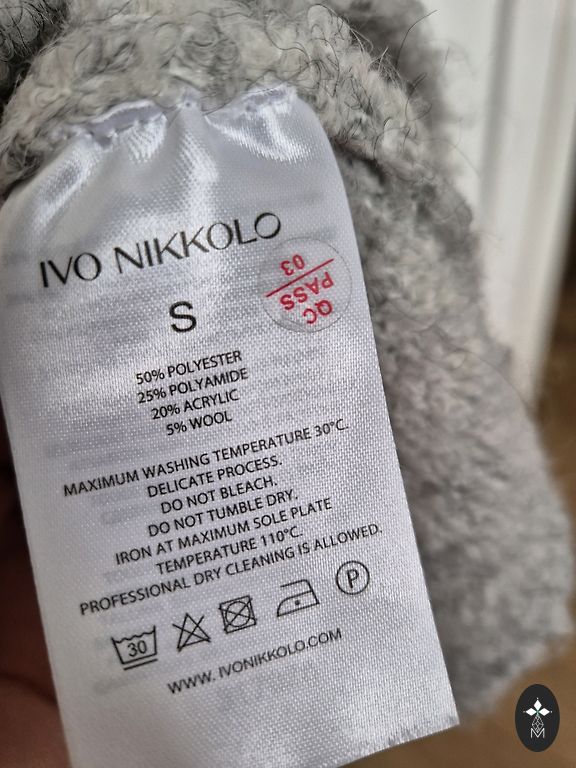 IVO NIKKOLO
S
QC
PASS
03
50% POLYESTER
25% POLYAMIDE
20% ACRYLIC
5% WOOL
MAXIMUM WASHING TEMPERATURE 30°C.
DELICATE PROCESS.
DO NOT BLEACH.
DO NOT TUMBLE DRY.
IRON AT MAXIMUM SOLE PLATE
TEMPERATURE 110°C.
PROFESSIONAL DRY CLEANING IS ALLOWED.
30
P
WWW. IVONIKKOLO.COM
M